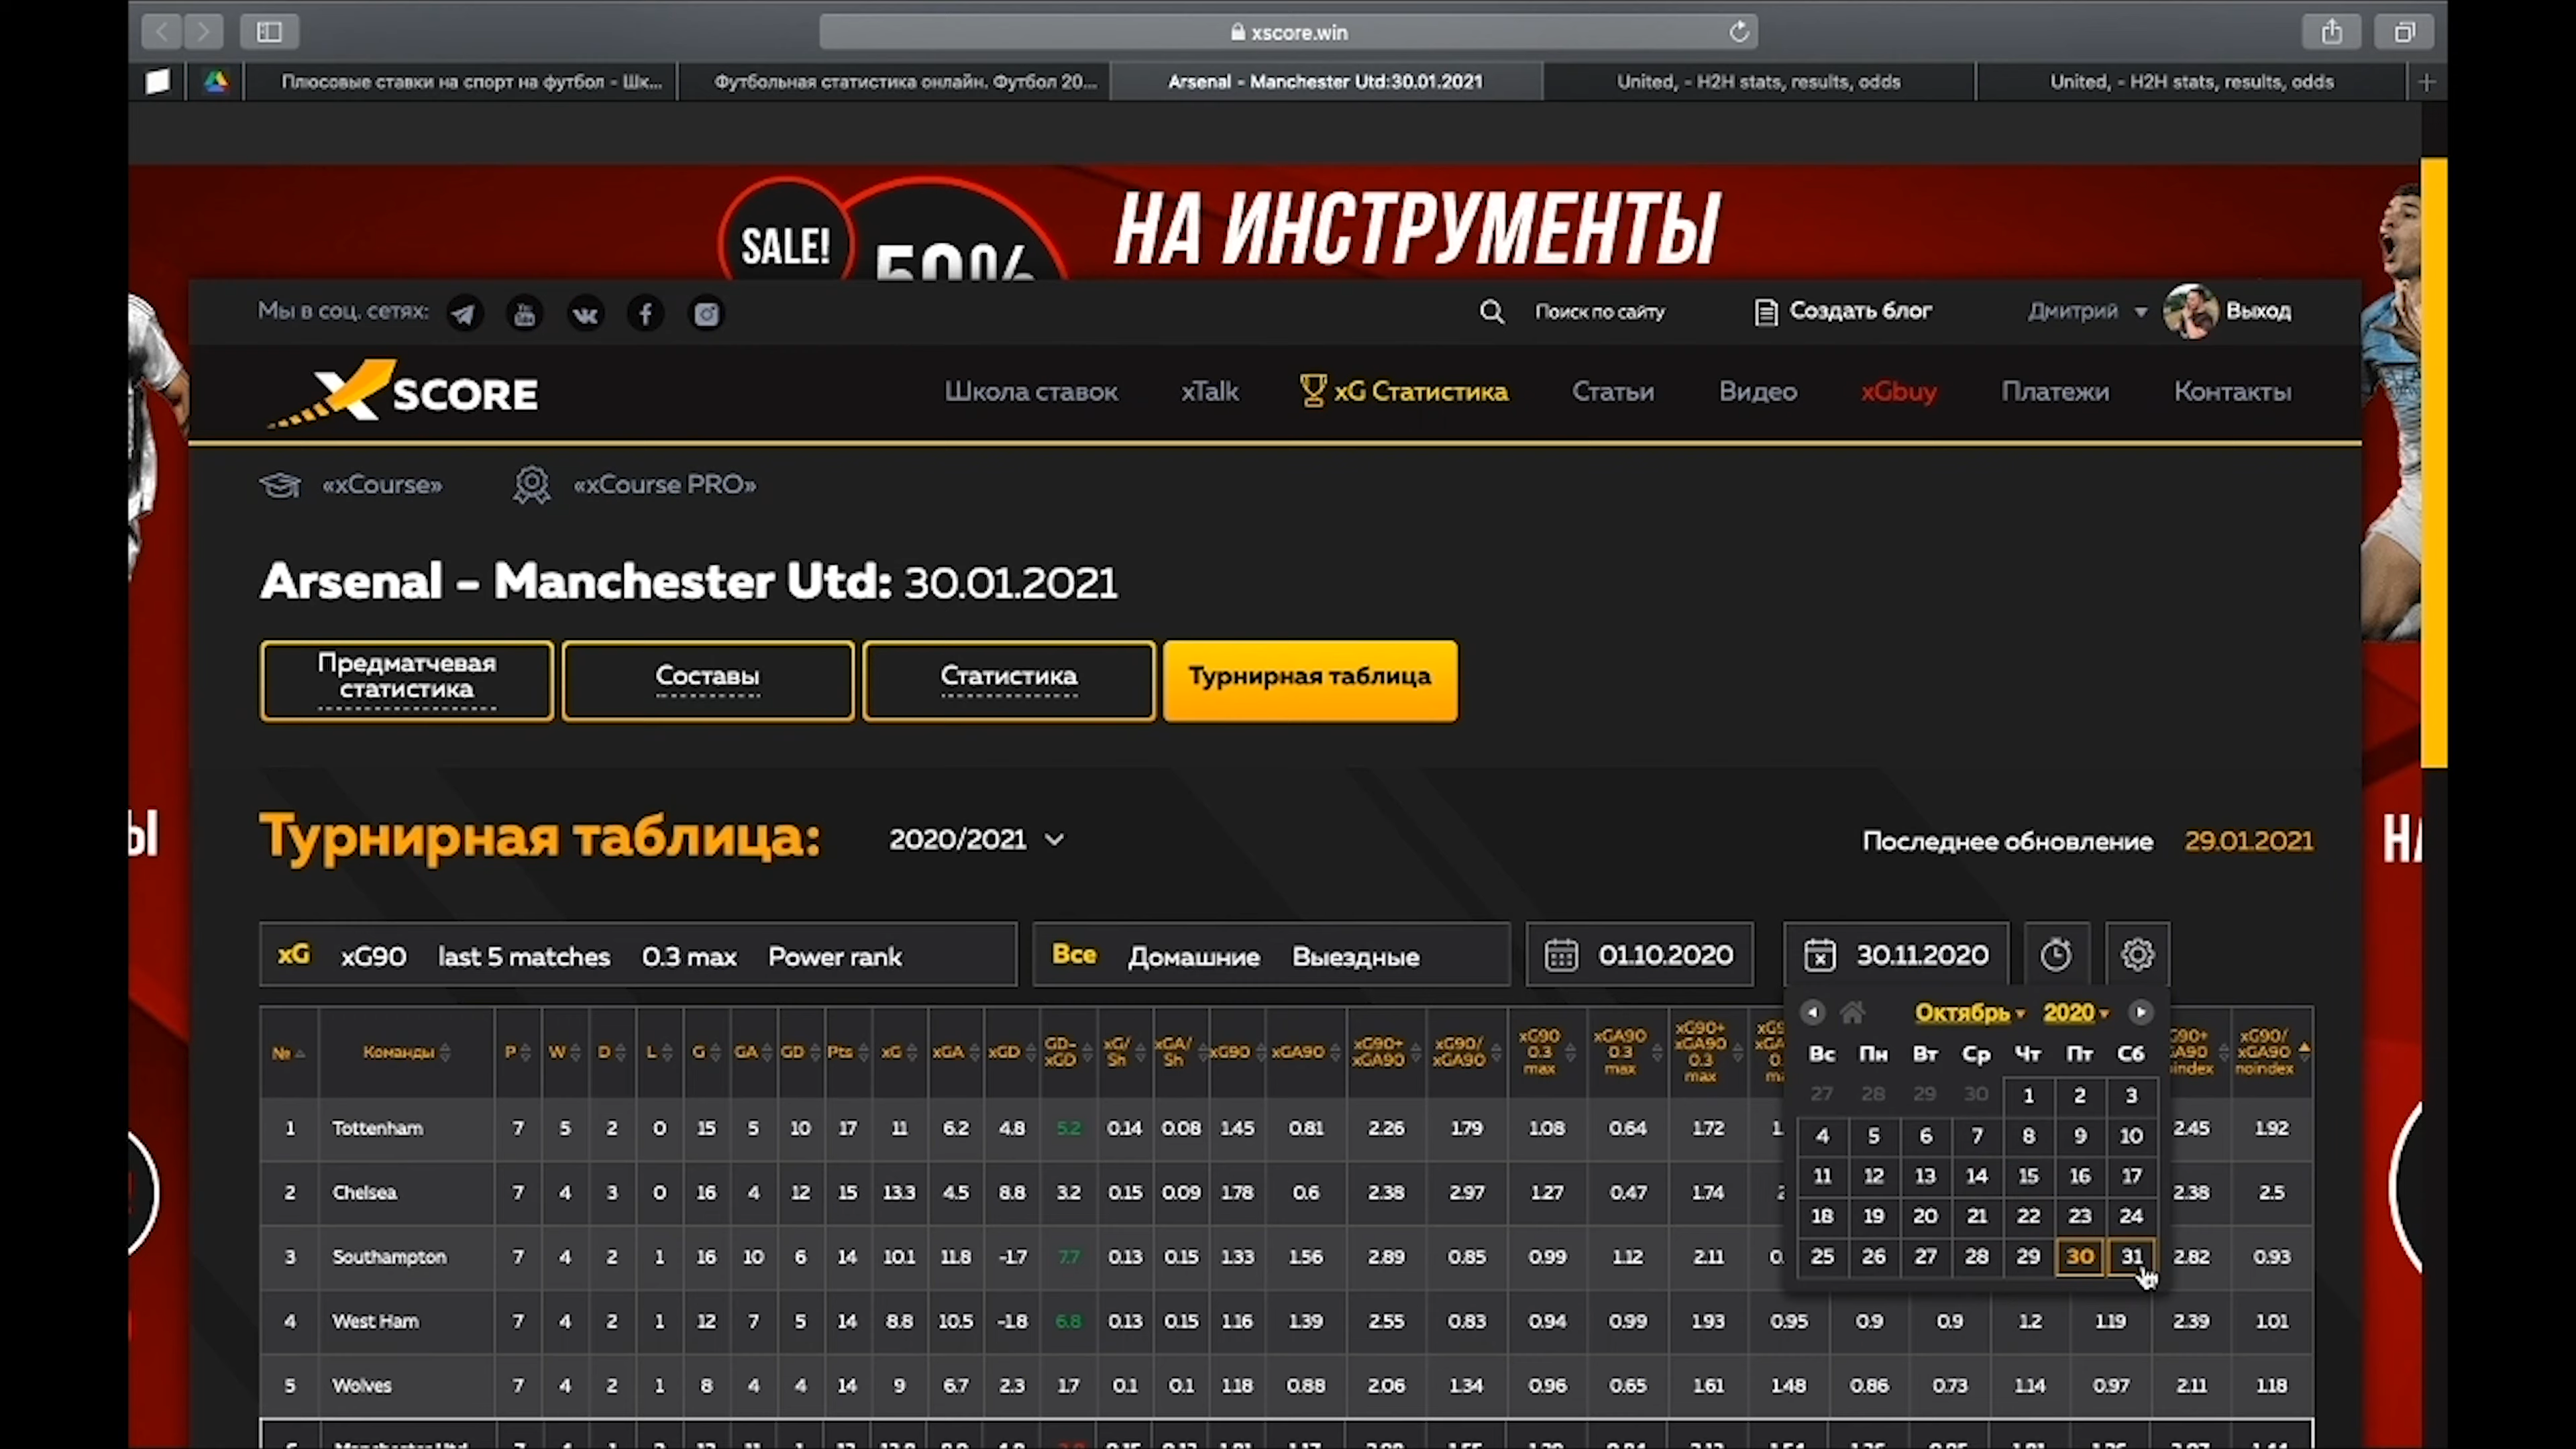 xscore.win
Плюсовые ставки на спорт на футбол - Шк...
Футбольная статистика онлайн. Футбол 20...
Arsenal - Manchester Utd:30.01.2021
United, - H2H stats, results, odds
United, - H2H stats, results, odds
SALE!
50%
НА ИНСТРУМЕНТЫ
Мы в соц. сетях:
Поиск по сайту
Создать блог
Дмитрий
Выход
XSCORE
Школа ставок
xTalk
xG Статистика
Статьи
Видео
xGbuy
Платежи
Контакты
«xCourse»
«xCourse PRO»
Arsenal – Manchester Utd: 30.01.2021
Предматчевая
статистика
Составы
Статистика
Турнирная таблица
Турнирная таблица:
2020/2021
Последнее обновление 29.01.2021
xG xG90 last 5 matches 0.3 max Power rank
Все Домашние Выездные
01.10.2020
30.11.2020
Октябрь 2020
Вс Пн Вт Ср Чт Пт Сб
27 28 29 30 1 2 3
4 5 6 7 8 9 10
11 12 13 14 15 16 17
18 19 20 21 22 23 24
25 26 27 28 29 30 31
№ Команды P W D L G GA GD Pts xG xGA xGD GD-xGD xG/Sh xGA/Sh xG90 xGA90 xG90+xGA90 xG90/xGA90 xG90 0.3 max xGA90 0.3 max xG90+xGA90 0.3 max xG90/xGA90 noindex
1 Tottenham 7 5 2 0 15 5 10 17 11 6.2 4.8 5.2 0.14 0.08 1.45 0.81 2.26 1.79 1.08 0.64 1.72 2.45 1.92
2 Chelsea 7 4 3 0 16 4 12 15 13.3 4.5 8.8 3.2 0.15 0.09 1.78 0.6 2.38 2.97 1.27 0.47 1.74 2.38 2.5
3 Southampton 7 4 2 1 16 10 6 14 10.1 11.8 -1.7 7.7 0.13 0.15 1.33 1.56 2.89 0.85 0.99 1.12 2.11 2.82 0.93
4 West Ham 7 4 2 1 12 7 5 14 8.8 10.5 -1.8 6.8 0.13 0.15 1.16 1.39 2.55 0.83 0.94 0.99 1.93 0.95 0.9 0.9 1.2 1.19 2.39 1.01
5 Wolves 7 4 2 1 8 4 4 14 9 6.7 2.3 1.7 0.1 0.1 1.18 0.88 2.06 1.34 0.96 0.65 1.61 1.48 0.86 0.73 1.14 0.97 2.11 1.18